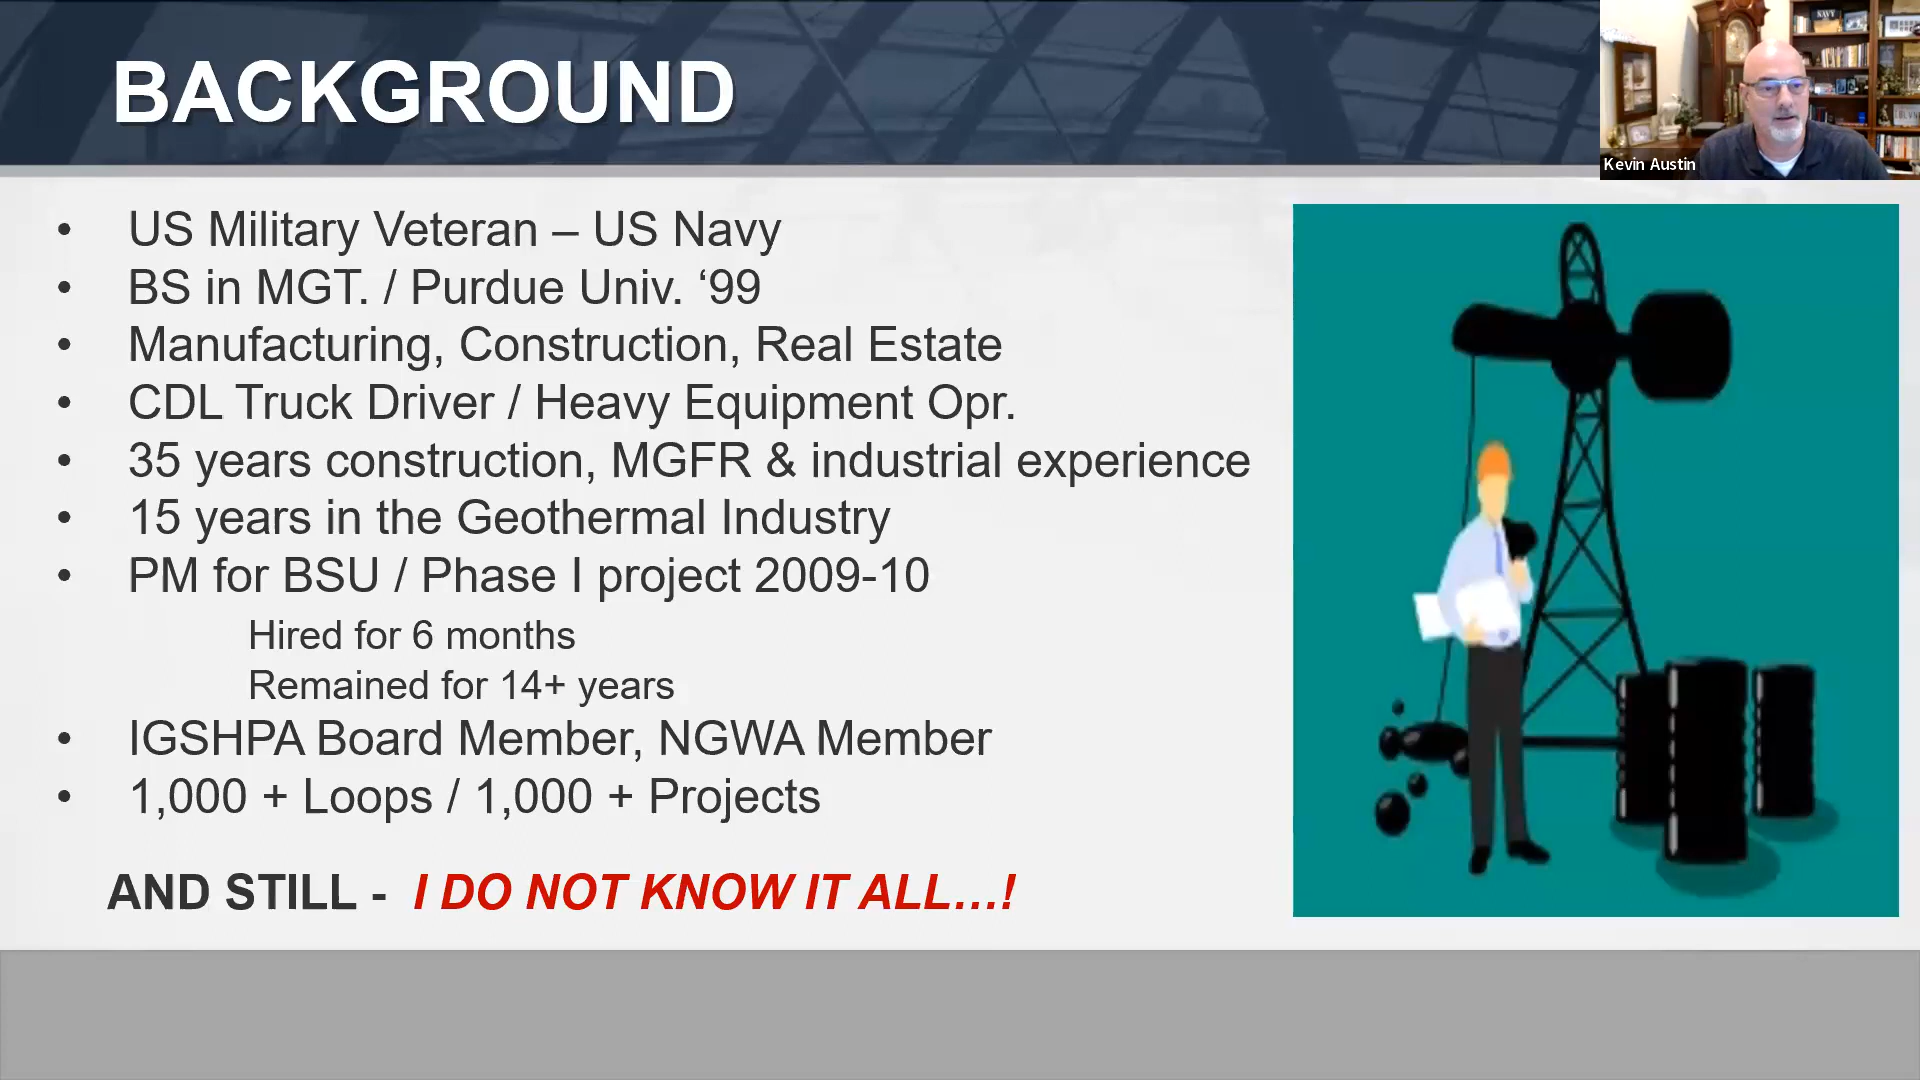 BACKGROUND
Kevin Austin
NAVY
• US Military Veteran – US Navy
• BS in MGT. / Purdue Univ. ‘99
• Manufacturing, Construction, Real Estate
• CDL Truck Driver / Heavy Equipment Opr.
• 35 years construction, MGFR & industrial experience
• 15 years in the Geothermal Industry
• PM for BSU / Phase I project 2009-10
Hired for 6 months
Remained for 14+ years
• IGSHPA Board Member, NGWA Member
• 1,000 + Loops / 1,000 + Projects
AND STILL - I DO NOT KNOW IT ALL...!